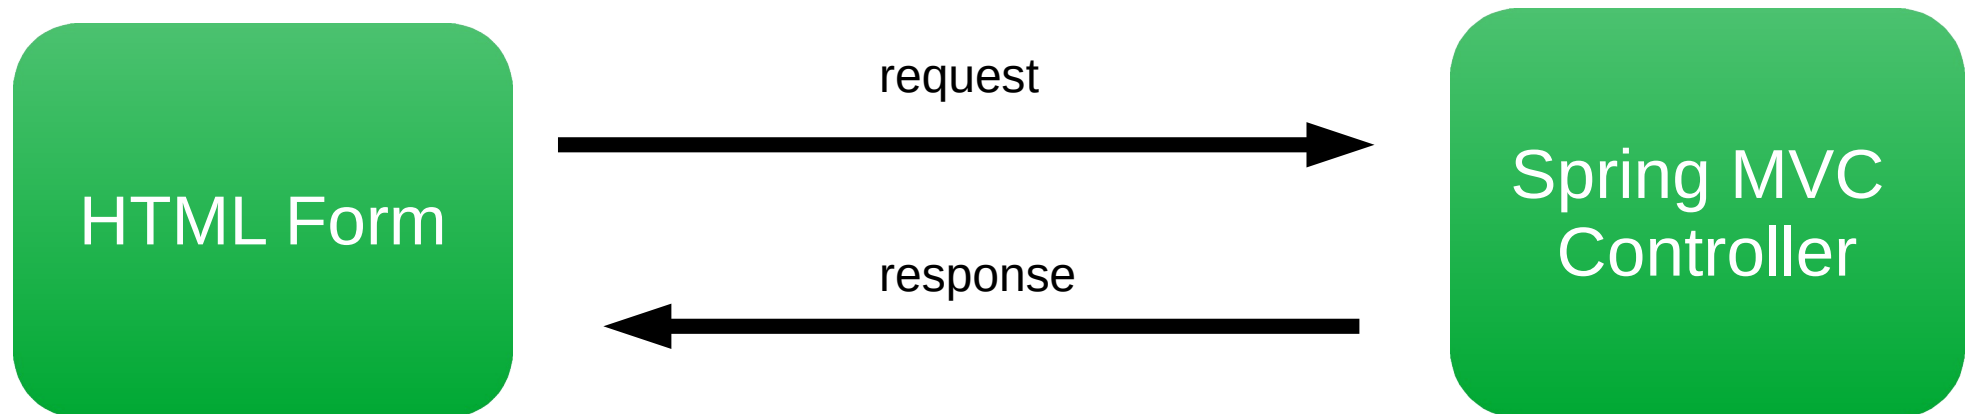 request
HTML Form
Spring MVC
Controller
response